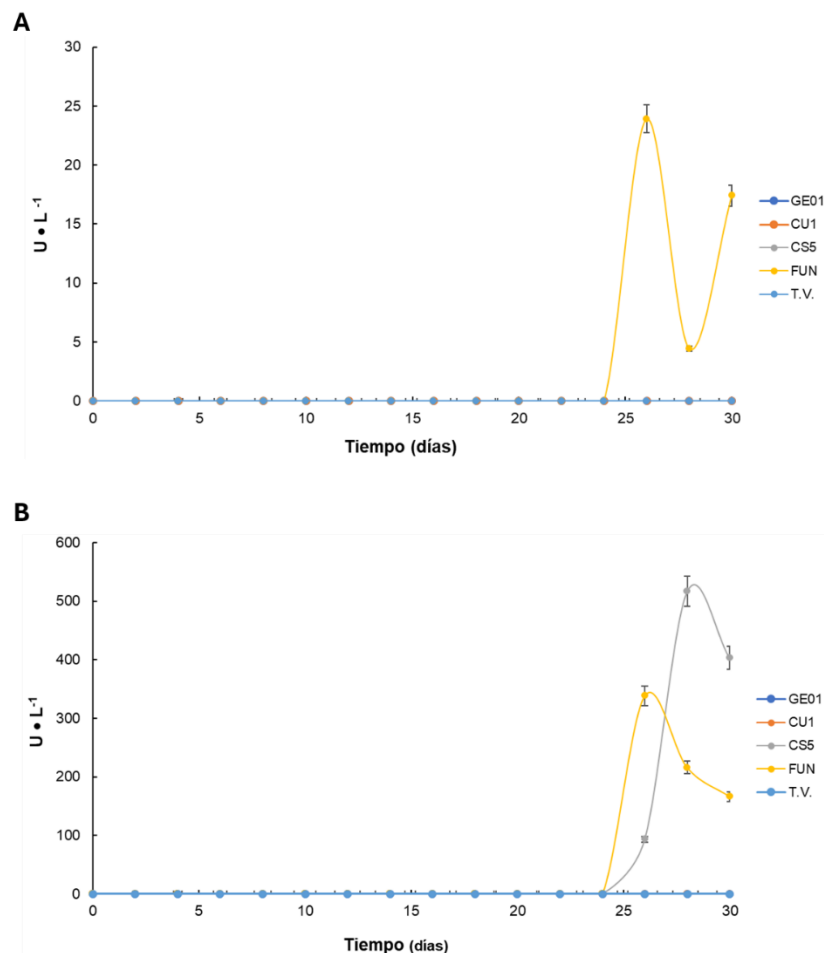 A
30
25
20
15
10
5
0
U • L -1
0 5 10 15 20 25 30
Tiempo (días)
GE01
CU1
CS5
FUN
T.V.
B
600
500
400
300
200
100
0
U • L -1
0 5 10 15 20 25 30
Tiempo (días)
GE01
CU1
CS5
FUN
T.V.